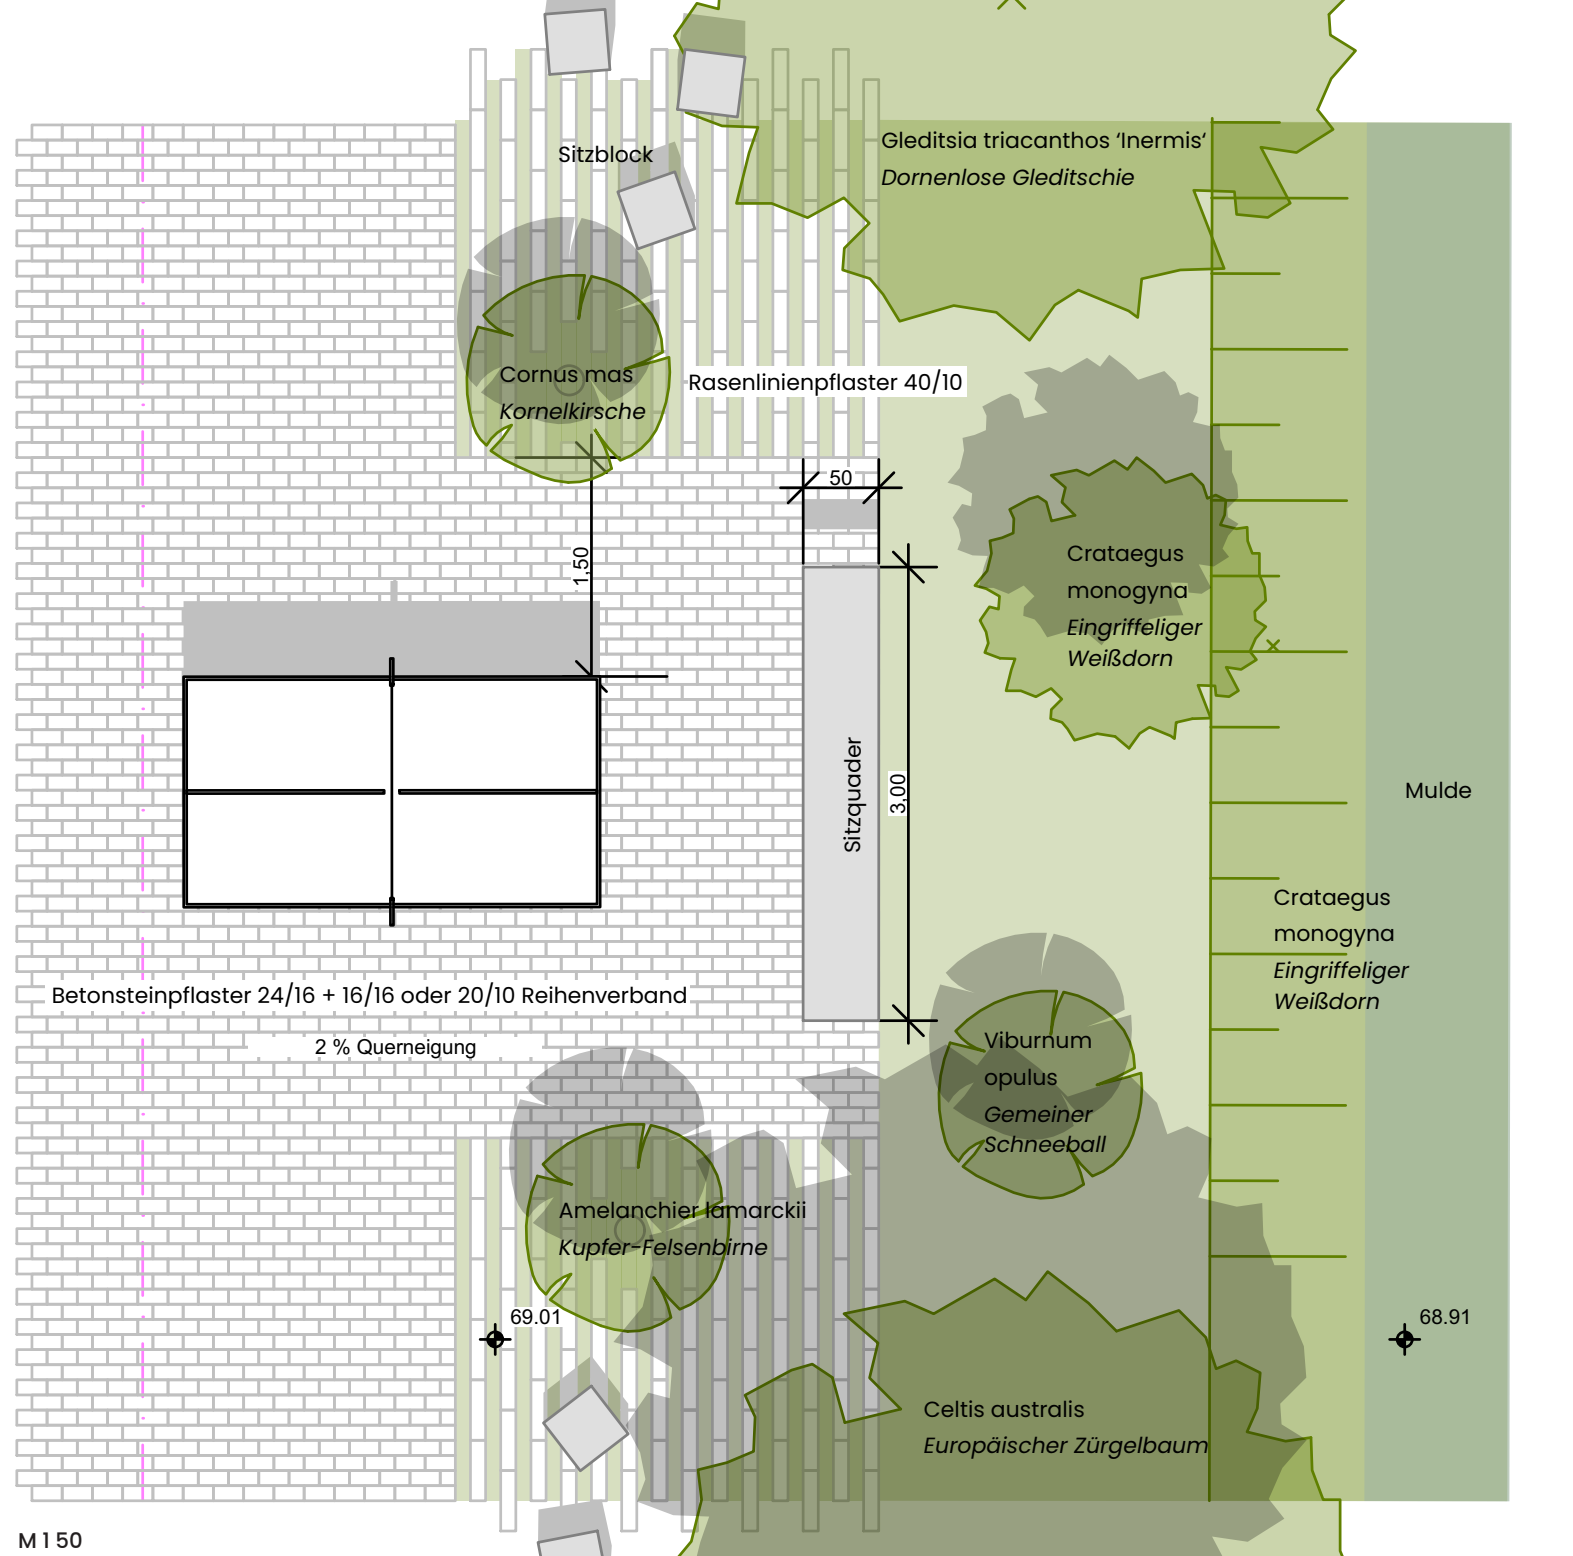 Gleditsia triacanthos ‘Inermis‘
Dornenlose Gleditschie
Sitzblock
Cornus mas
Kornelkirsche
Rasenlinienpflaster 40/10
50
1,50
Crataegus
monogyna
Eingriffeliger
Weißdorn
Sitzquader
3,00
Mulde
Crataegus
monogyna
Eingriffeliger
Weißdorn
Betonsteinpflaster 24/16 + 16/16 oder 20/10 Reihenverband
2 % Querneigung
Viburnum
opulus
Gemeiner
Schneeball
Amelanchier lamarckii
Kupfer-Felsenbirne
69.01
68.91
Celtis australis
Europäischer Zürgelbaum
M 1 50